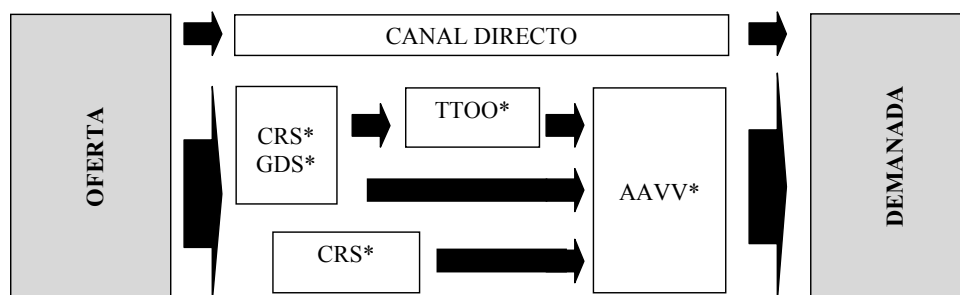 OFERTA
CANAL DIRECTO
CRS*
GDS*
TTOO*
AAVV*
CRS*
DEMANADA